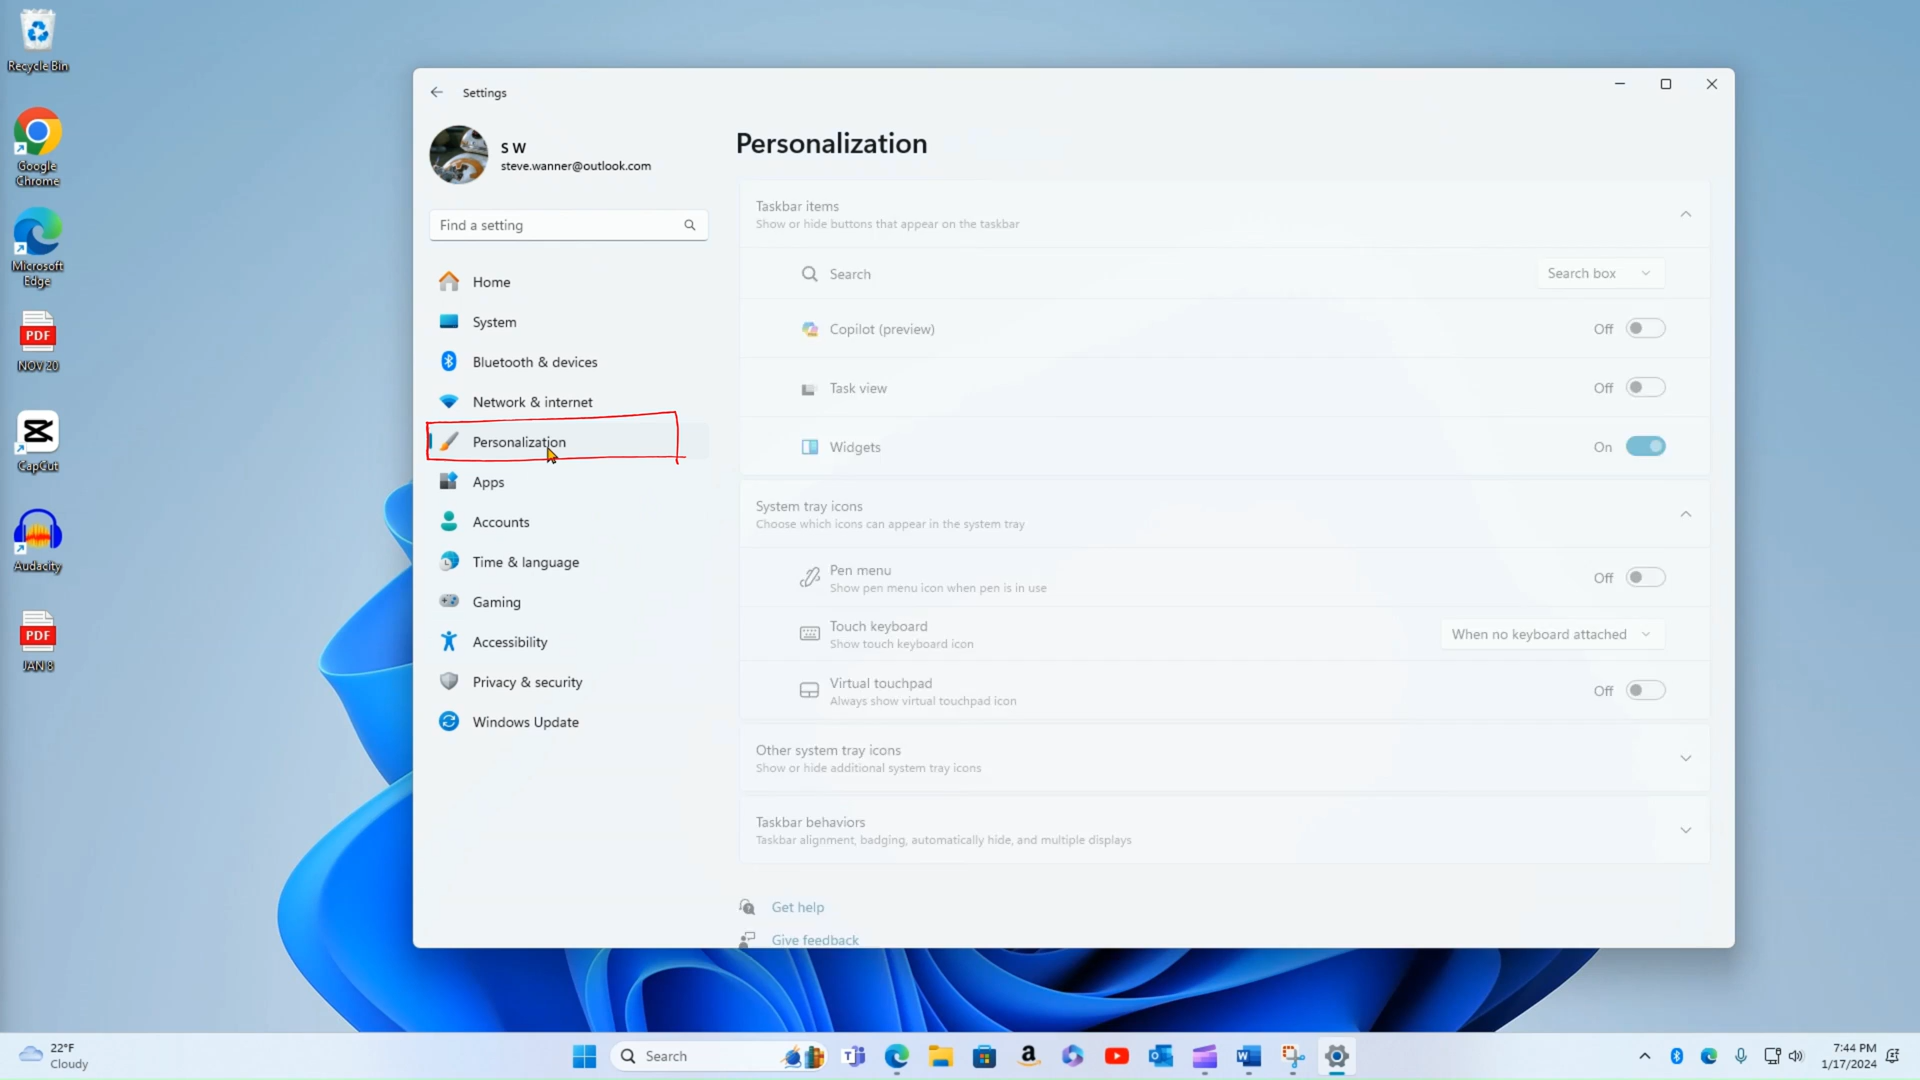 Recycle Bin
Google
Chrome
Microsoft
Edge
PDF
NOV 20
CapCut
Audacity
PDF
JAN 8
Settings
S W
steve.wanner@outlook.com
Find a setting
Home
System
Bluetooth & devices
Network & internet
Personalization
Apps
Accounts
Time & language
Gaming
Accessibility
Privacy & security
Windows Update
Personalization
Taskbar items
Show or hide buttons that appear on the taskbar
Search
Search box
Copilot (preview)
Off
Task view
Off
Widgets
On
System tray icons
Choose which icons can appear in the system tray
Pen menu
Show pen menu icon when pen is in use
Off
Touch keyboard
Show touch keyboard icon
When no keyboard attached
Virtual touchpad
Always show virtual touchpad icon
Off
Other system tray icons
Show or hide additional system tray icons
Taskbar behaviors
Taskbar alignment, badging, automatically hide, and multiple displays
Get help
Give feedback
22°F
Cloudy
Search
7:44 PM
1/17/2024